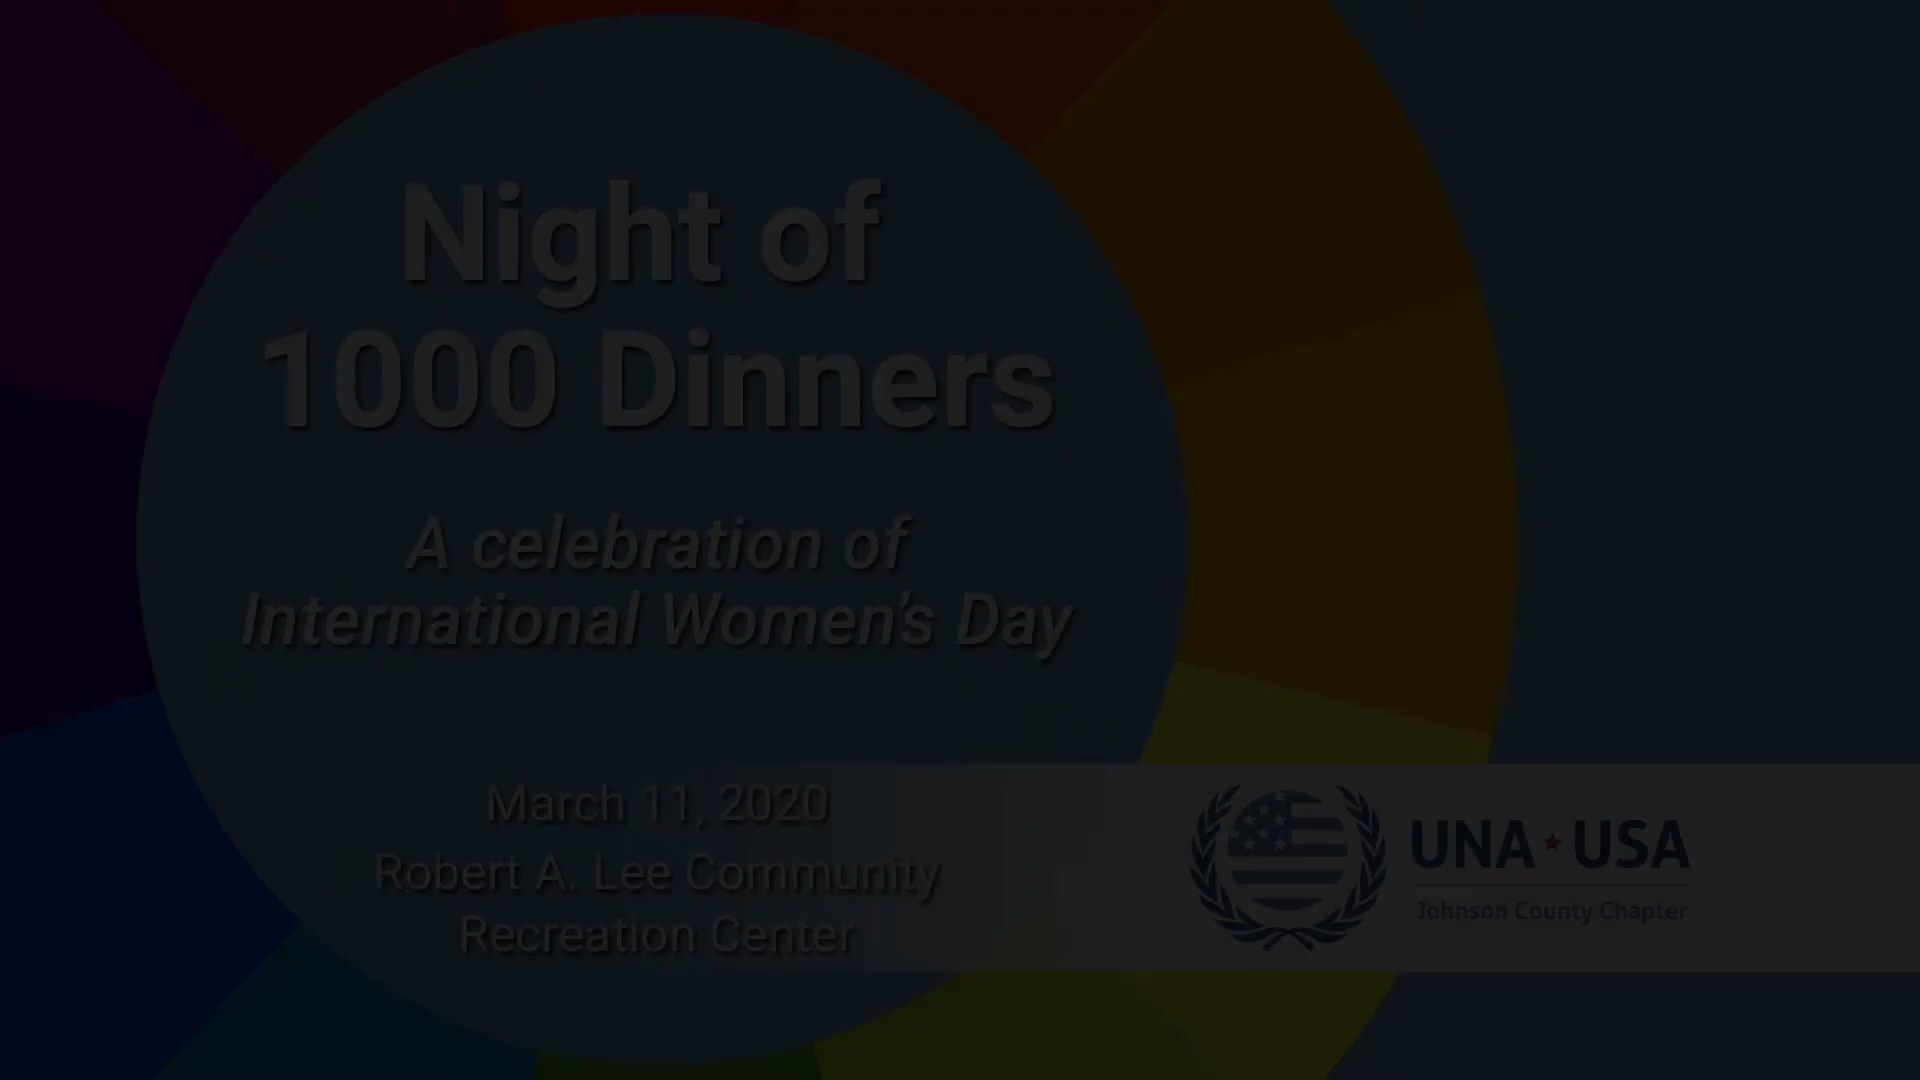 Night of
1000 Dinners
A celebration of
International Women's Day
March 11, 2020
Robert A. Lee Community
Recreation Center
UNA USA
Johnson County Chapter